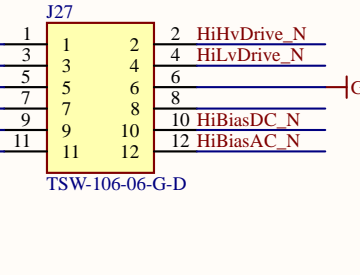 J27
1 1 2 2 HiHvDrive_N
3 3 4 4 HiLvDrive_N
5 5 6 6
7 7 8 8
9 9 10 10 HiBiasDC_N
11 11 12 12 HiBiasAC_N
TSW-106-06-G-D